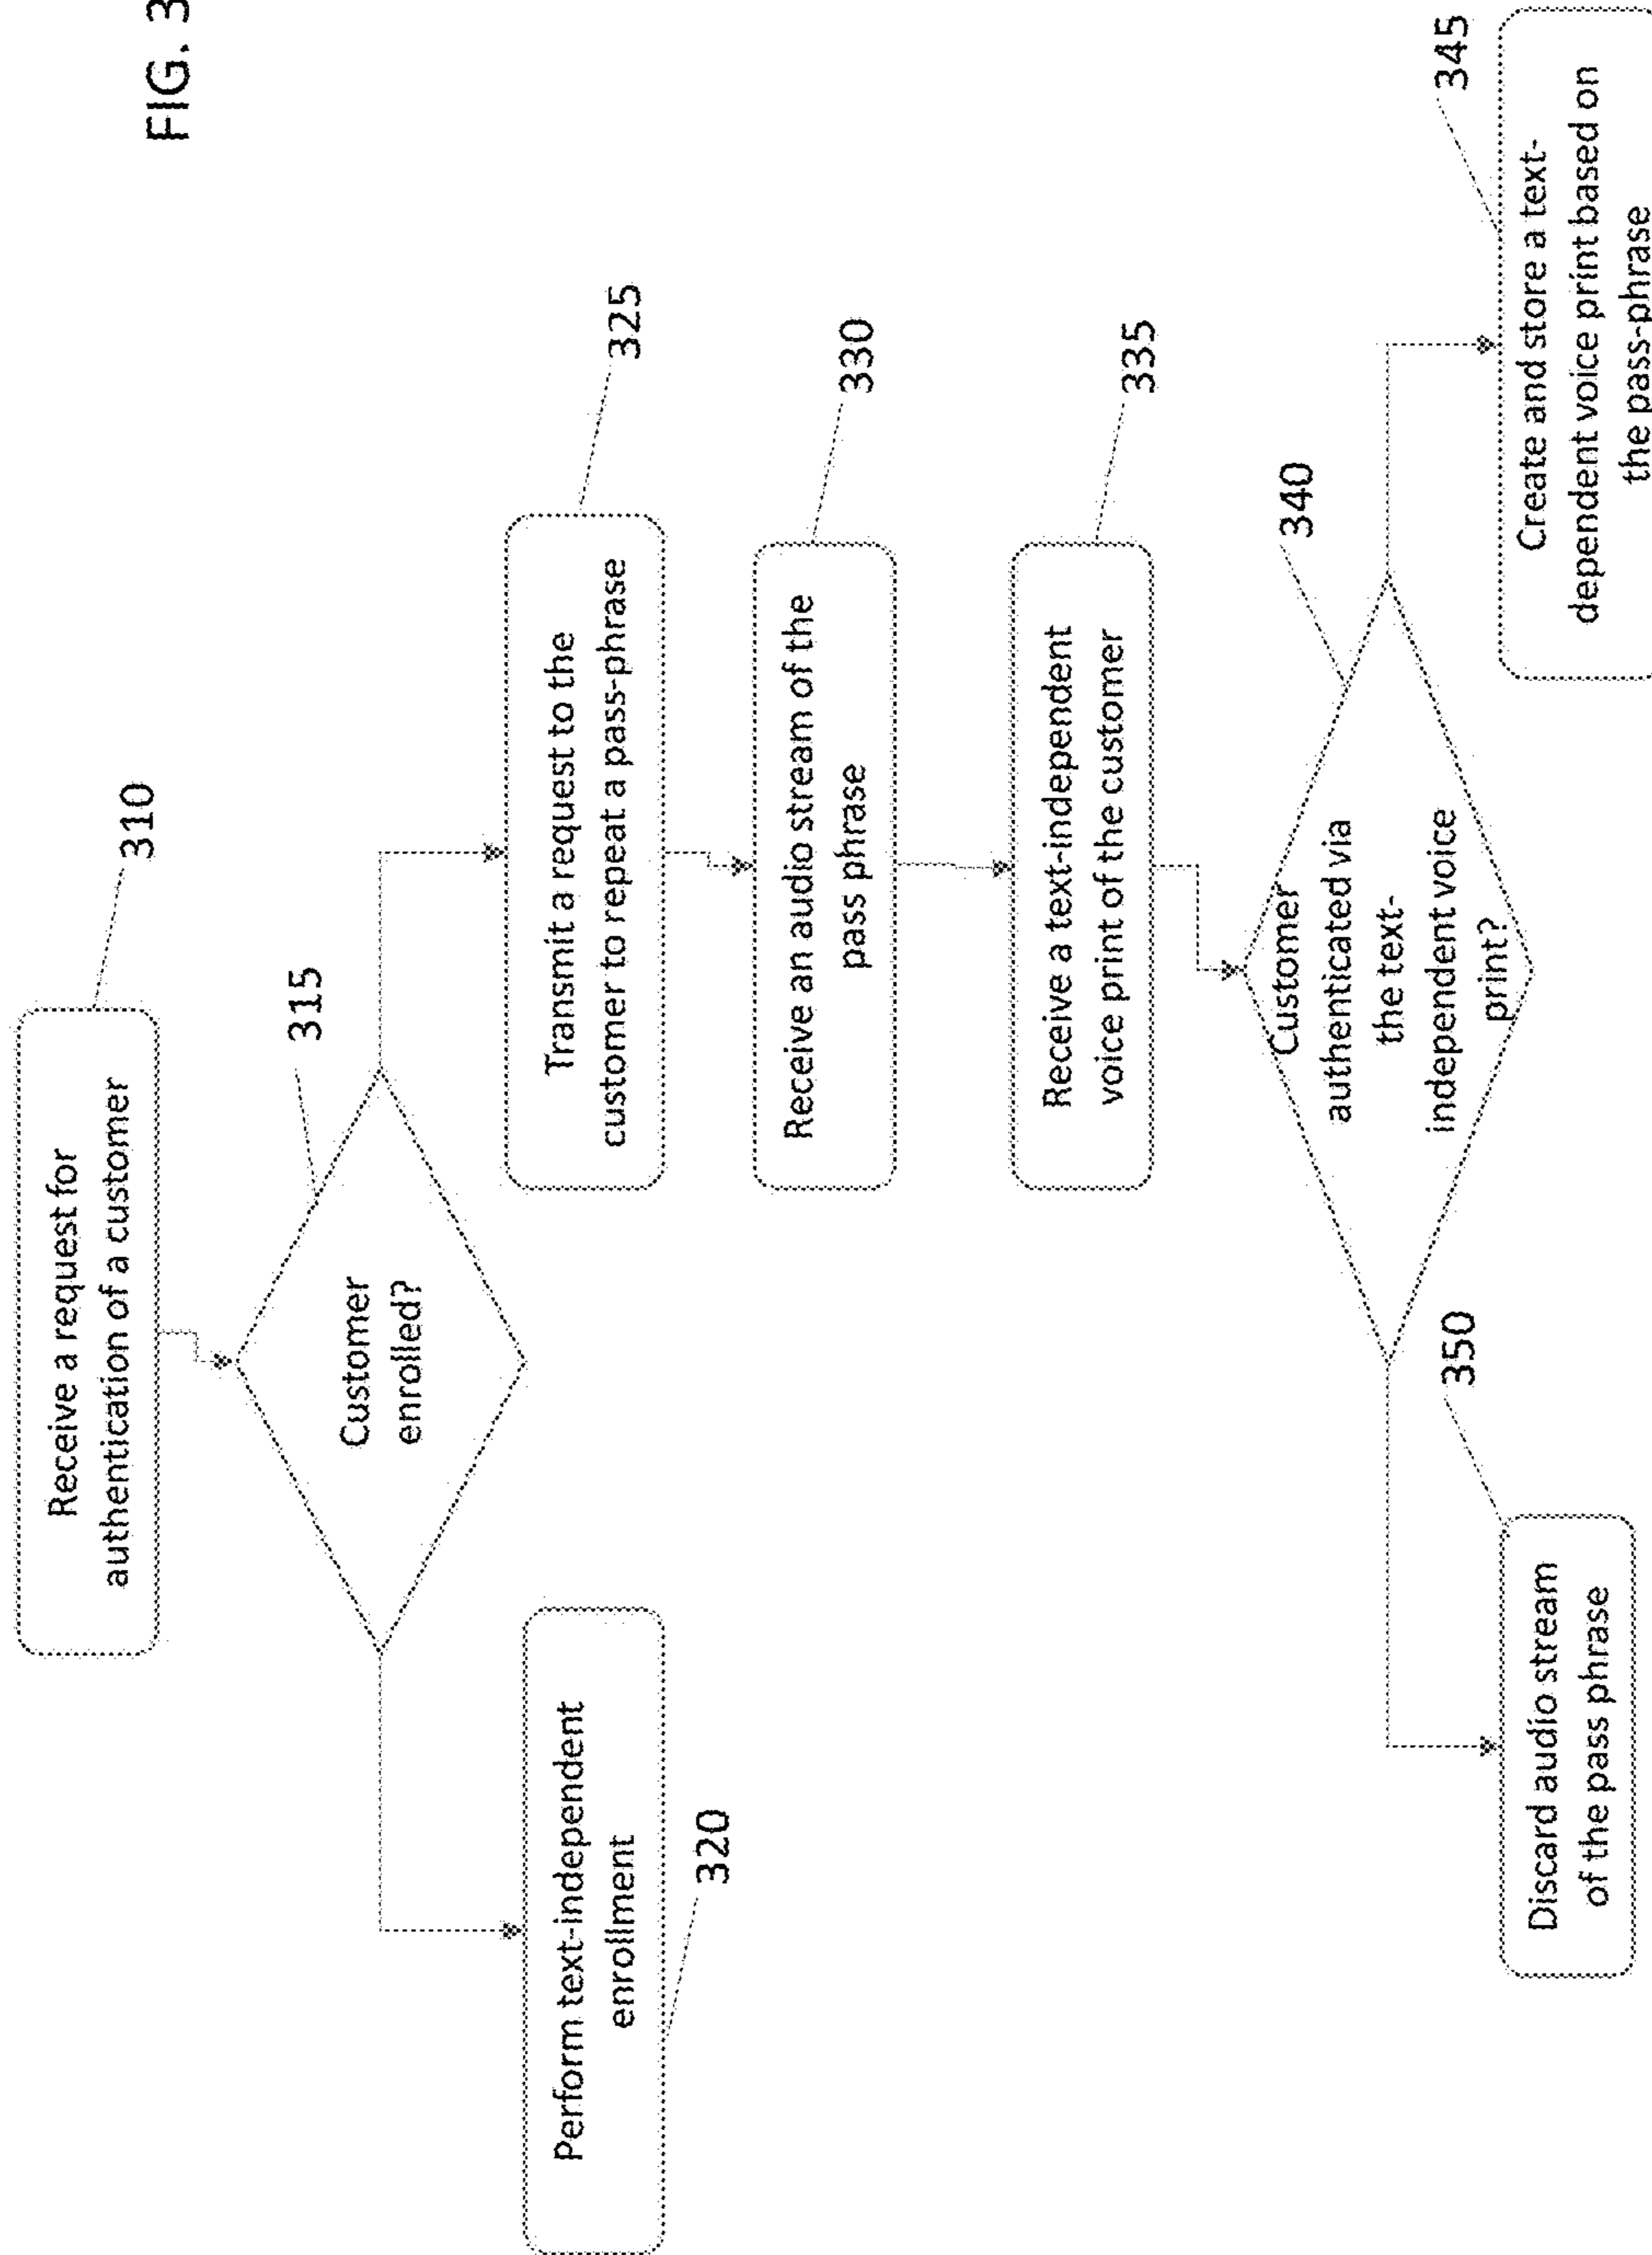 FIG. 3
310
Receive a request for
authentication of a customer
315
Customer
enrolled?
Perform text-independent
enrollment
320
Transmit a request to the
customer to repeat a pass-phrase
325
Receive an audio stream of the
pass phrase
330
Receive a text-independent
voice print of the customer
335
340
Customer
authenticated via
the text-
independent voice
print?
350
Discard audio stream
of the pass phrase
345
Create and store a text-
dependent voice print based on
the pass-phrase